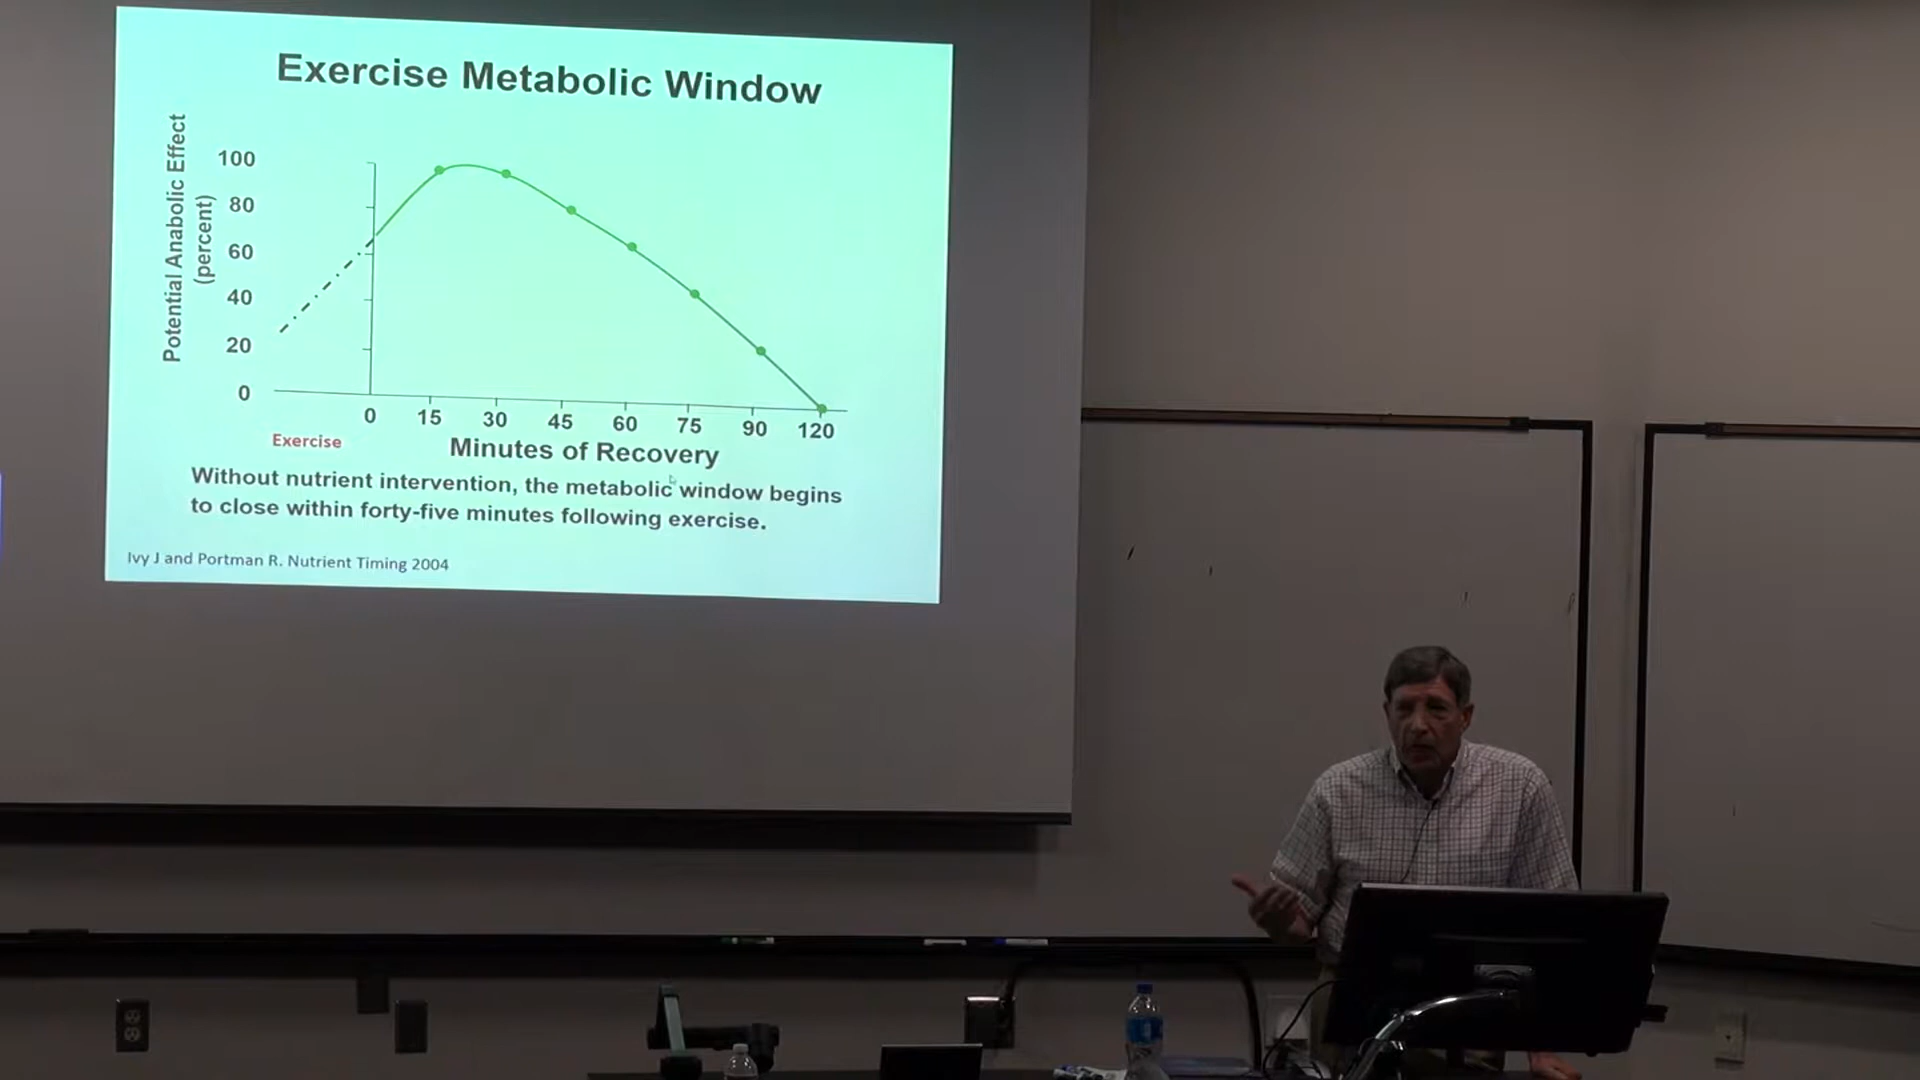 Exercise Metabolic Window
Potential Anabolic Effect
(percent)
100
80
60
40
20
0
0 15 30 45 60 75 90 120
Exercise
Minutes of Recovery
Without nutrient intervention, the metabolic window begins
to close within forty-five minutes following exercise.
Ivy J and Portman R. Nutrient Timing 2004